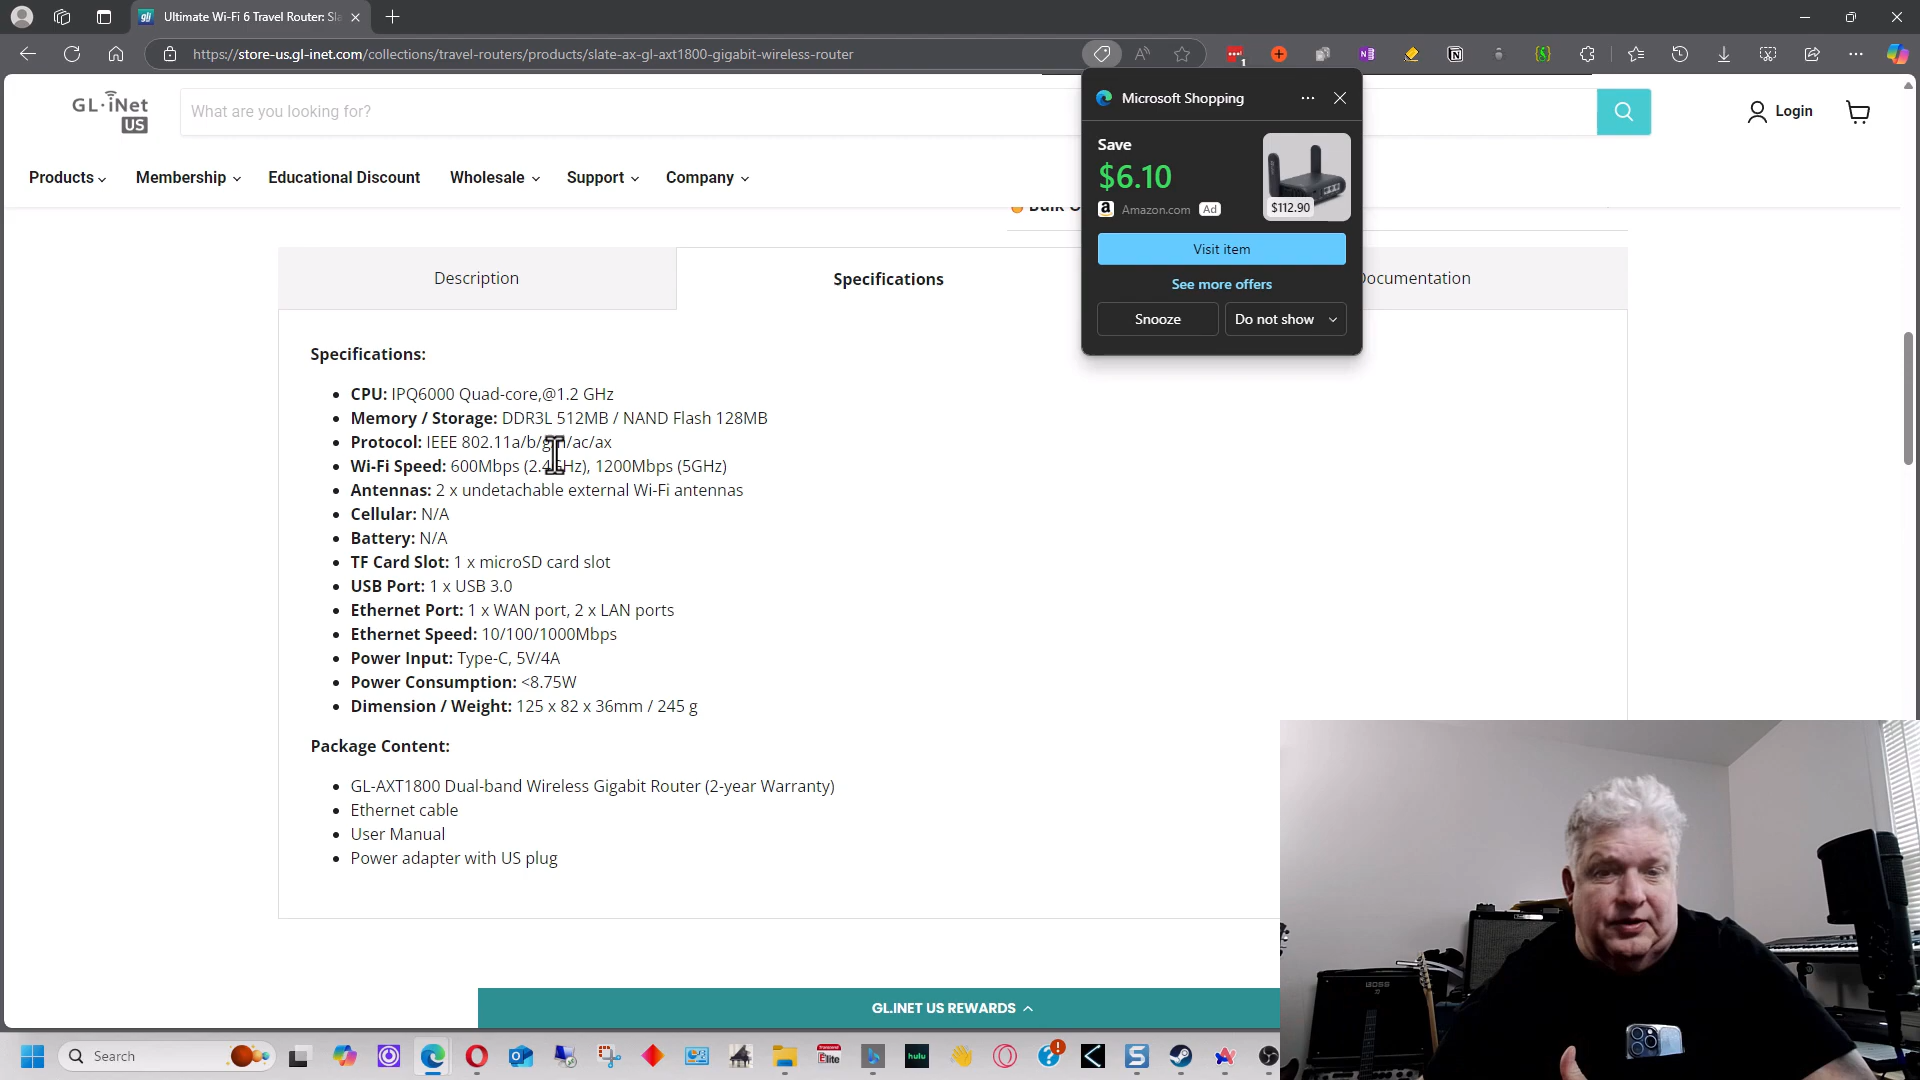 Ultimate Wi-Fi 6 Travel Router: Sla
https://store-us.gl-inet.com/collections/travel-routers/products/slate-ax-gl-axt1800-gigabit-wireless-router
1
GL·iNet
US
What are you looking for?
Login
Products
Membership
Educational Discount
Wholesale
Support
Company
Microsoft Shopping
Save
$6.10
Amazon.com Ad
$112.90
Visit item
See more offers
Snooze
Do not show
Description
Specifications
Documentation
Specifications:
CPU: IPQ6000 Quad-core,@1.2 GHz
Memory / Storage: DDR3L 512MB / NAND Flash 128MB
Protocol: IEEE 802.11a/b/g/n/ac/ax
Wi-Fi Speed: 600Mbps (2.4GHz), 1200Mbps (5GHz)
Antennas: 2 x undetachable external Wi-Fi antennas
Cellular: N/A
Battery: N/A
TF Card Slot: 1 x microSD card slot
USB Port: 1 x USB 3.0
Ethernet Port: 1 x WAN port, 2 x LAN ports
Ethernet Speed: 10/100/1000Mbps
Power Input: Type-C, 5V/4A
Power Consumption: <8.75W
Dimension / Weight: 125 x 82 x 36mm / 245 g
Package Content:
GL-AXT1800 Dual-band Wireless Gigabit Router (2-year Warranty)
Ethernet cable
User Manual
Power adapter with US plug
GL.INET US REWARDS
BOSS
Search
Elite
hulu